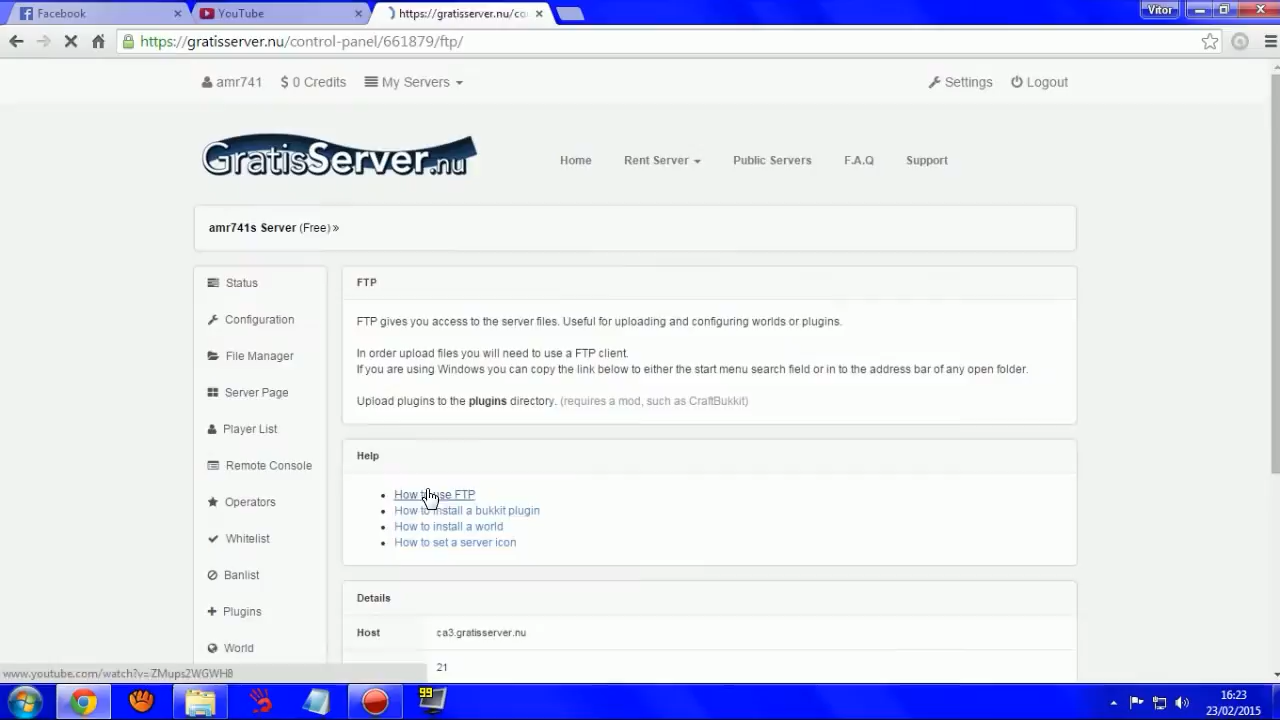 Facebook
YouTube
https://gratisserver.nu/co
Vitor
https://gratisserver.nu/control-panel/661879/ftp/
amr741
$ 0 Credits
My Servers
Settings
Logout
GratisServer.nu
Home
Rent Server
Public Servers
F.A.Q
Support
amr741s Server (Free) »
Status
Configuration
File Manager
Server Page
Player List
Remote Console
Operators
Whitelist
Banlist
Plugins
World
FTP
FTP gives you access to the server files. Useful for uploading and configuring worlds or plugins.
In order upload files you will need to use a FTP client.
If you are using Windows you can copy the link below to either the start menu search field or in to the address bar of any open folder.
Upload plugins to the plugins directory. (requires a mod, such as CraftBukkit)
Help
How to use FTP
How to install a bukkit plugin
How to install a world
How to set a server icon
Details
Host
ca3.gratisserver.nu
21
www.youtube.com/watch?v=ZMups2WGWH8
99
16:23
23/02/2015